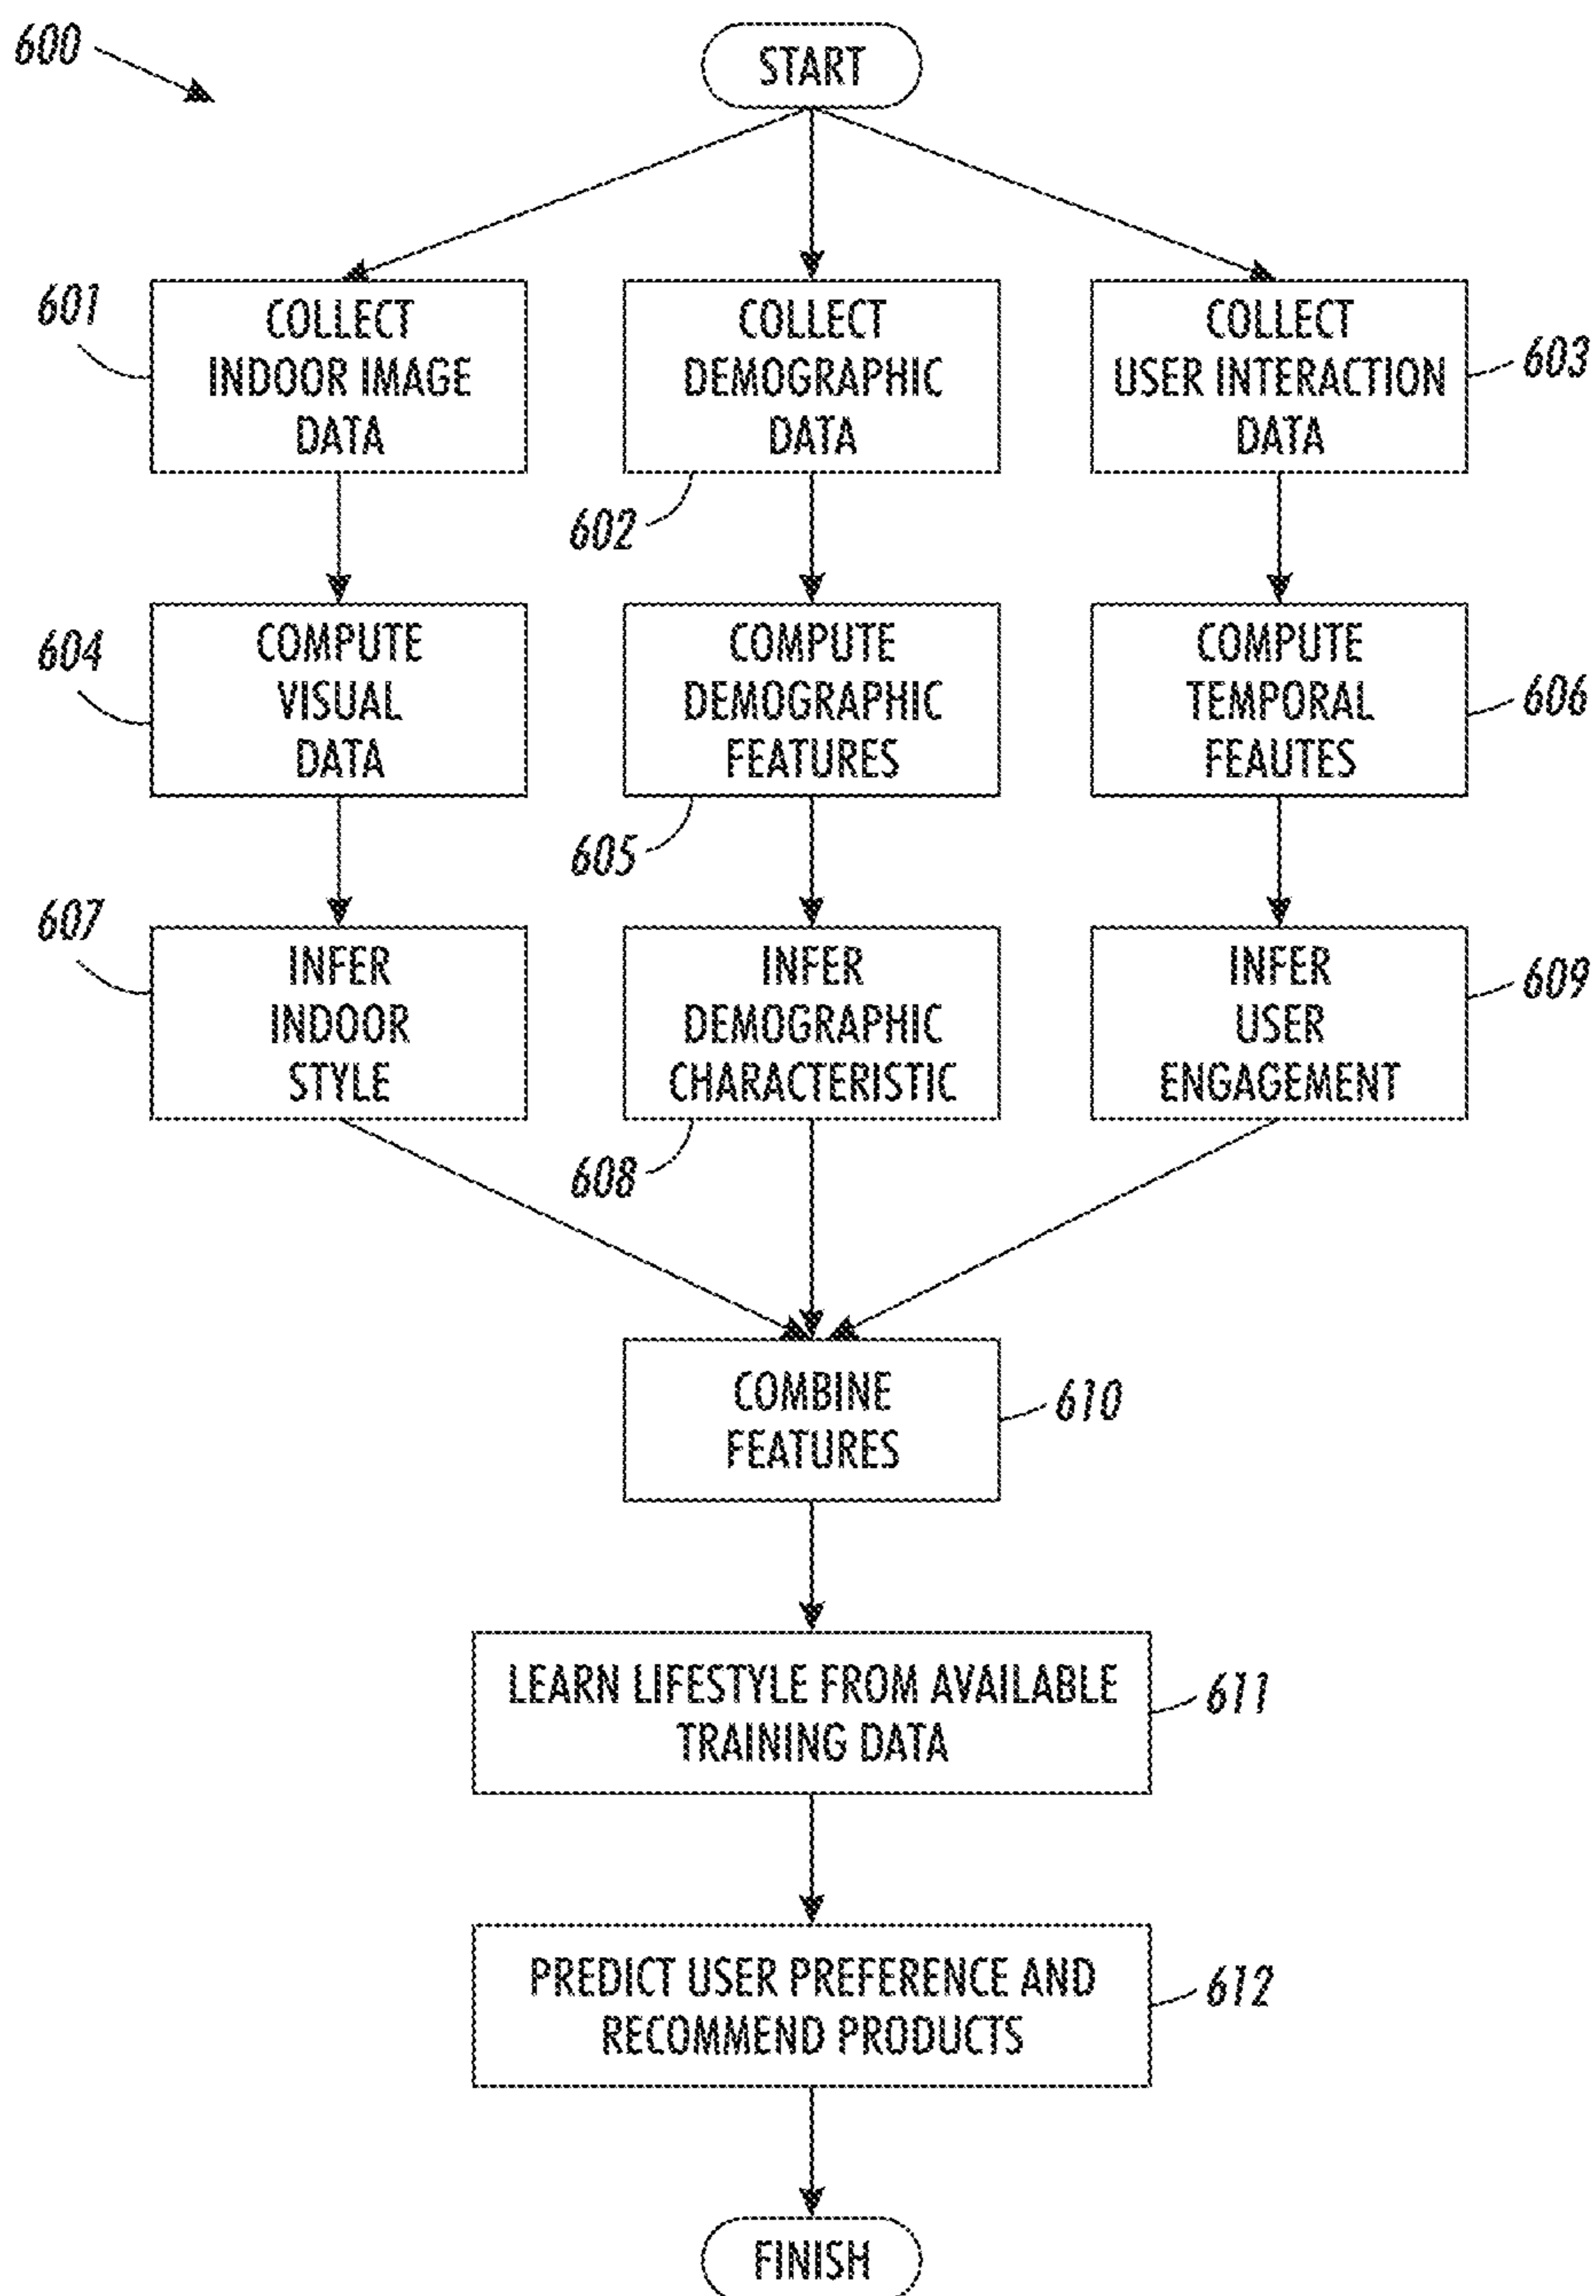 600
START
601
COLLECT
INDOOR IMAGE
DATA
COLLECT
DEMOGRAPHIC
DATA
602
COLLECT
USER INTERACTION
DATA
603
604
COMPUTE
VISUAL
DATA
COMPUTE
DEMOGRAPHIC
FEATURES
605
COMPUTE
TEMPORAL
FEAUTES
606
607
INFER
INDOOR
STYLE
INFER
DEMOGRAPHIC
CHARACTERISTIC
608
INFER
USER
ENGAGEMENT
609
COMBINE
FEATURES
610
LEARN LIFESTYLE FROM AVAILABLE
TRAINING DATA
611
PREDICT USER PREFERENCE AND
RECOMMEND PRODUCTS
612
FINISH